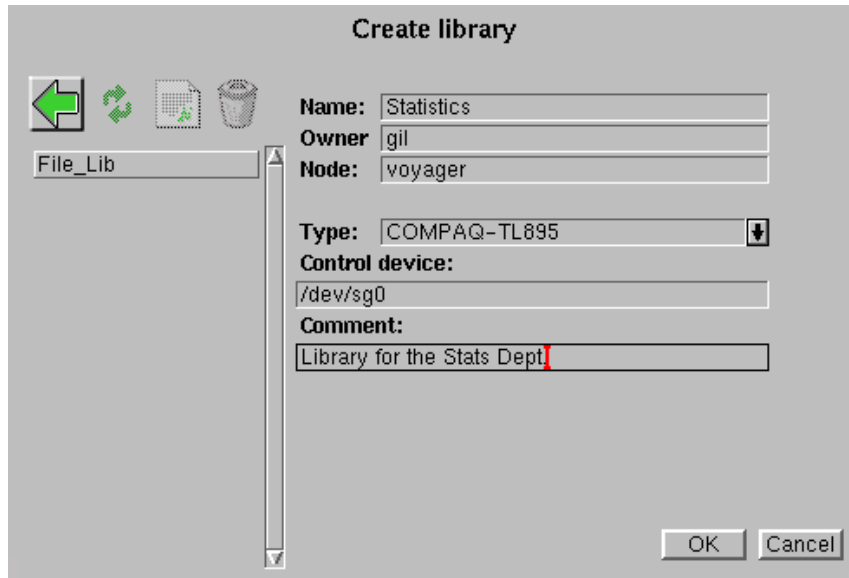 Create library
File_Lib
Name: Statistics
Owner gil
Node: voyager
Type: COMPAQ-TL895
Control device:
/dev/sg0
Comment:
Library for the Stats Dept.
OK Cancel